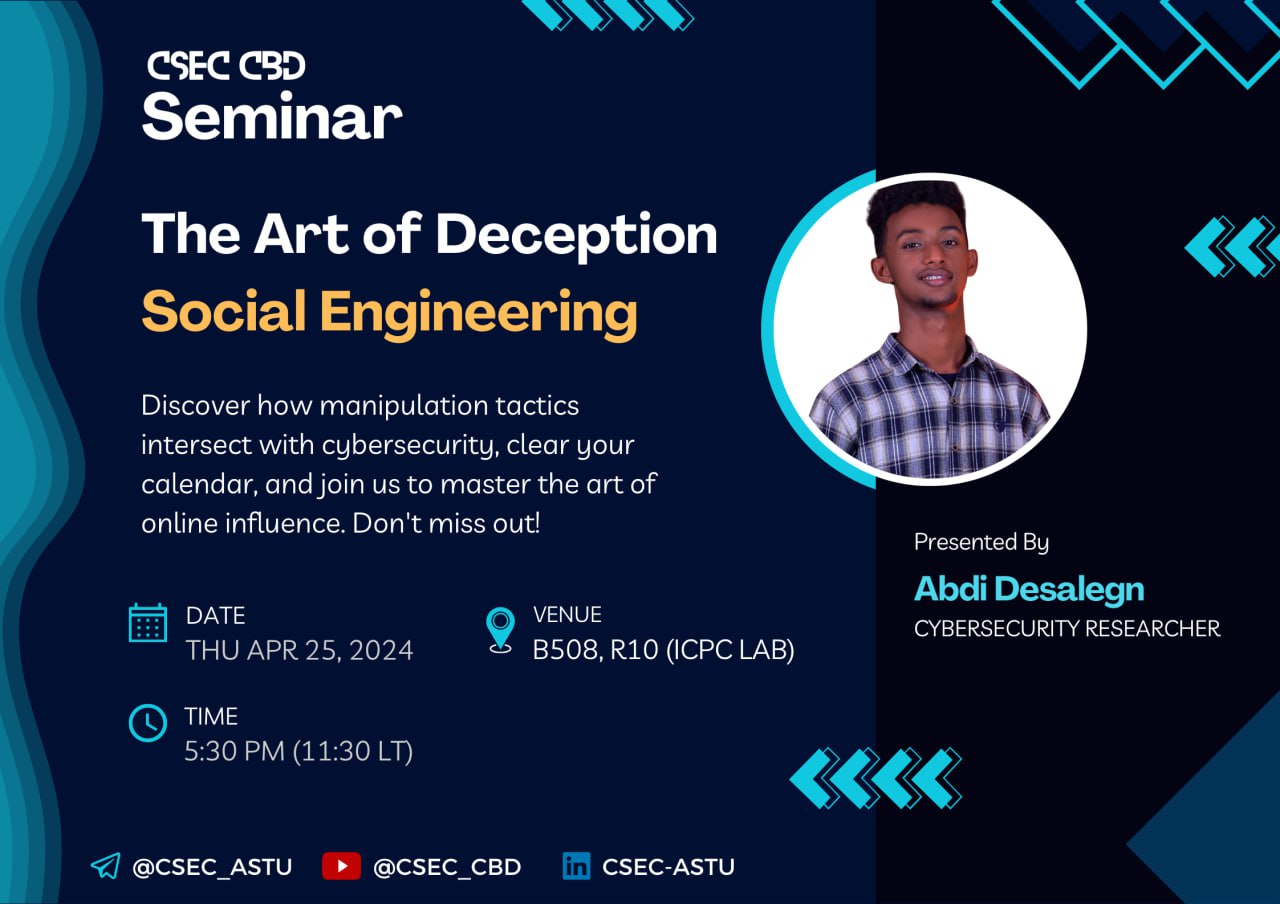 CSEC CBD
Seminar
The Art of Deception
Social Engineering
Discover how manipulation tactics
intersect with cybersecurity, clear your
calendar, and join us to master the art of
online influence. Don't miss out!
DATE
THU APR 25, 2024
VENUE
B508, R10 (ICPC LAB)
TIME
5:30 PM (11:30 LT)
Presented By
Abdi Desalegn
CYBERSECURITY RESEARCHER
@CSEC_ASTU
@CSEC_CBD
in
CSEC-ASTU